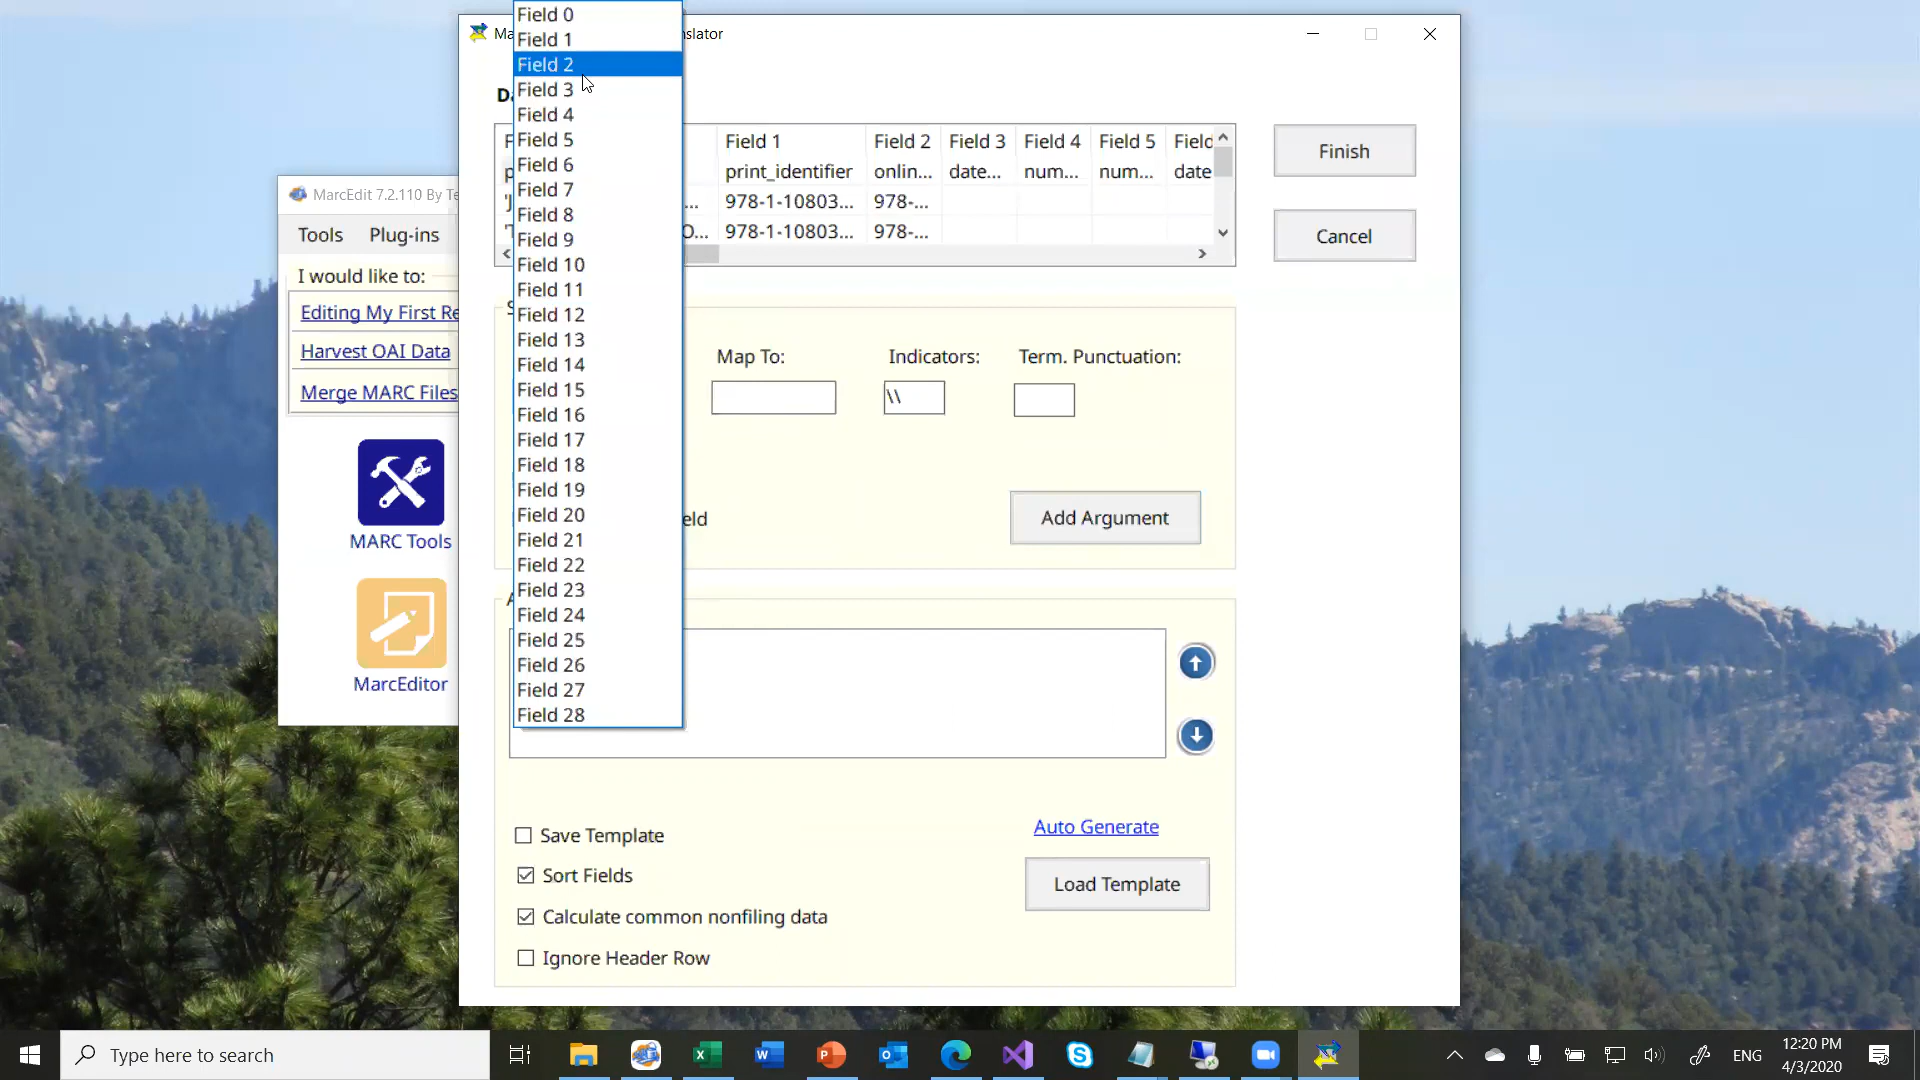 Field 0
Field 1
Field 2
Field 3
Field 4
Field 5
Field 6
Field 7
Field 8
Field 9
Field 10
Field 11
Field 12
Field 13
Field 14
Field 15
Field 16
Field 17
Field 18
Field 19
Field 20
Field 21
Field 22
Field 23
Field 24
Field 25
Field 26
Field 27
Field 28
Field 1 Field 2 Field 3 Field 4 Field 5 Field
print_identifier onlin... date... num... num... date
978-1-10803... 978-...
978-1-10803... 978-...
Finish
Cancel
MarcEdit 7.2.110 By
Tools Plug-ins
I would like to:
Editing My First
Harvest OAI Data
Merge MARC Files
MARC Tools
MarcEditor
Map To: Indicators: Term. Punctuation:
\\
Add Argument
Save Template
Sort Fields
Calculate common nonfiling data
Ignore Header Row
Auto Generate
Load Template
Type here to search
ENG
12:20 PM
4/3/2020